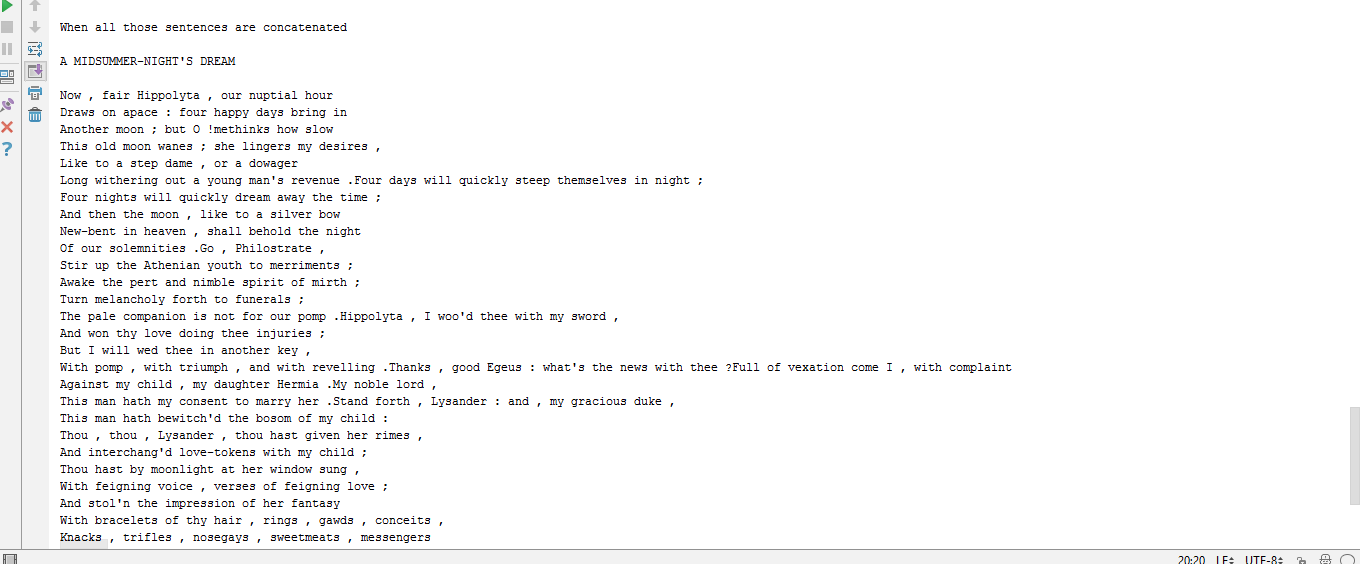 When all those sentences are concatenated
A MIDSUMMER-NIGHT'S DREAM
Now , fair Hippolyta , our nuptial hour
Draws on apace : four happy days bring in
Another moon ; but O !methinks how slow
This old moon wanes ; she lingers my desires ,
Like to a step dame , or a dowager
Long withering out a young man's revenue .Four days will quickly steep themselves in night ;
Four nights will quickly dream away the time ;
And then the moon , like to a silver bow
New-bent in heaven , shall behold the night
Of our solemnities .Go , Philostrate ,
Stir up the Athenian youth to merriments ;
Awake the pert and nimble spirit of mirth ;
Turn melancholy forth to funerals ;
The pale companion is not for our pomp .Hippolyta , I woo'd thee with my sword ,
And won thy love doing thee injuries ;
But I will wed thee in another key ,
With pomp , with triumph , and with revelling .Thanks , good Egeus : what's the news with thee ?Full of vexation come I , with complaint
Against my child , my daughter Hermia .My noble lord ,
This man hath my consent to marry her .Stand forth , Lysander : and , my gracious duke ,
This man hath bewitch'd the bosom of my child :
Thou , thou , Lysander , thou hast given her rimes ,
And interchang'd love-tokens with my child ;
Thou hast by moonlight at her window sung ,
With feigning voice , verses of feigning love ;
And stol'n the impression of her fantasy
With bracelets of thy hair , rings , gawds , conceits ,
Knacks , trifles , nosegays , sweetmeats , messengers
20:20 LF UTF-8